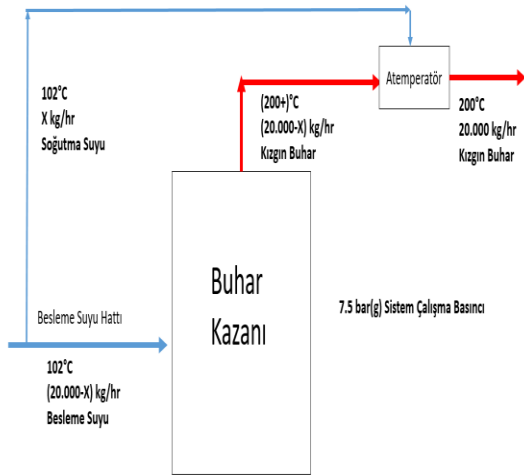 Atemperatör
102°C
X kg/hr
Soğutma Suyu
(200+)°C
(20.000-X) kg/hr
Kızgın Buhar
200°C
20.000 kg/hr
Kızgın Buhar
Buhar
Kazanı
7.5 bar(g) Sistem Çalışma Basıncı
Besleme Suyu Hattı
102°C
(20.000-X) kg/hr
Besleme Suyu